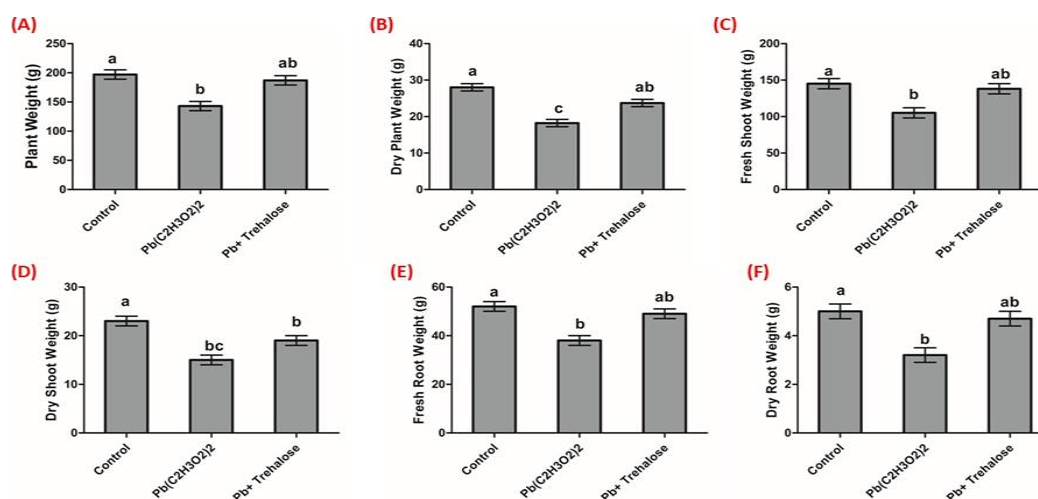 (A)
Plant Weight (g)
250
200
150
100
50
0
a
b
ab
Control
Pb(C2H3O2)2
Pb+ Trehalose
(B)
Dry Plant Weight (g)
40
30
20
10
0
a
c
ab
Control
Pb(C2H3O2)2
Pb+ Trehalose
(C)
Fresh Shoot Weight (g)
200
150
100
50
0
a
b
ab
Control
Pb(C2H3O2)2
Pb+ Trehalose
(D)
Dry Shoot Weight (g)
30
20
10
0
a
bc
b
Control
Pb(C2H3O2)2
Pb+ Trehalose
(E)
Fresh Root Weight (g)
60
40
20
0
a
b
ab
Control
Pb(C2H3O2)2
Pb+ Trehalose
(F)
Dry Root Weight (g)
6
4
2
0
a
b
ab
Control
Pb(C2H3O2)2
Pb+ Trehalose